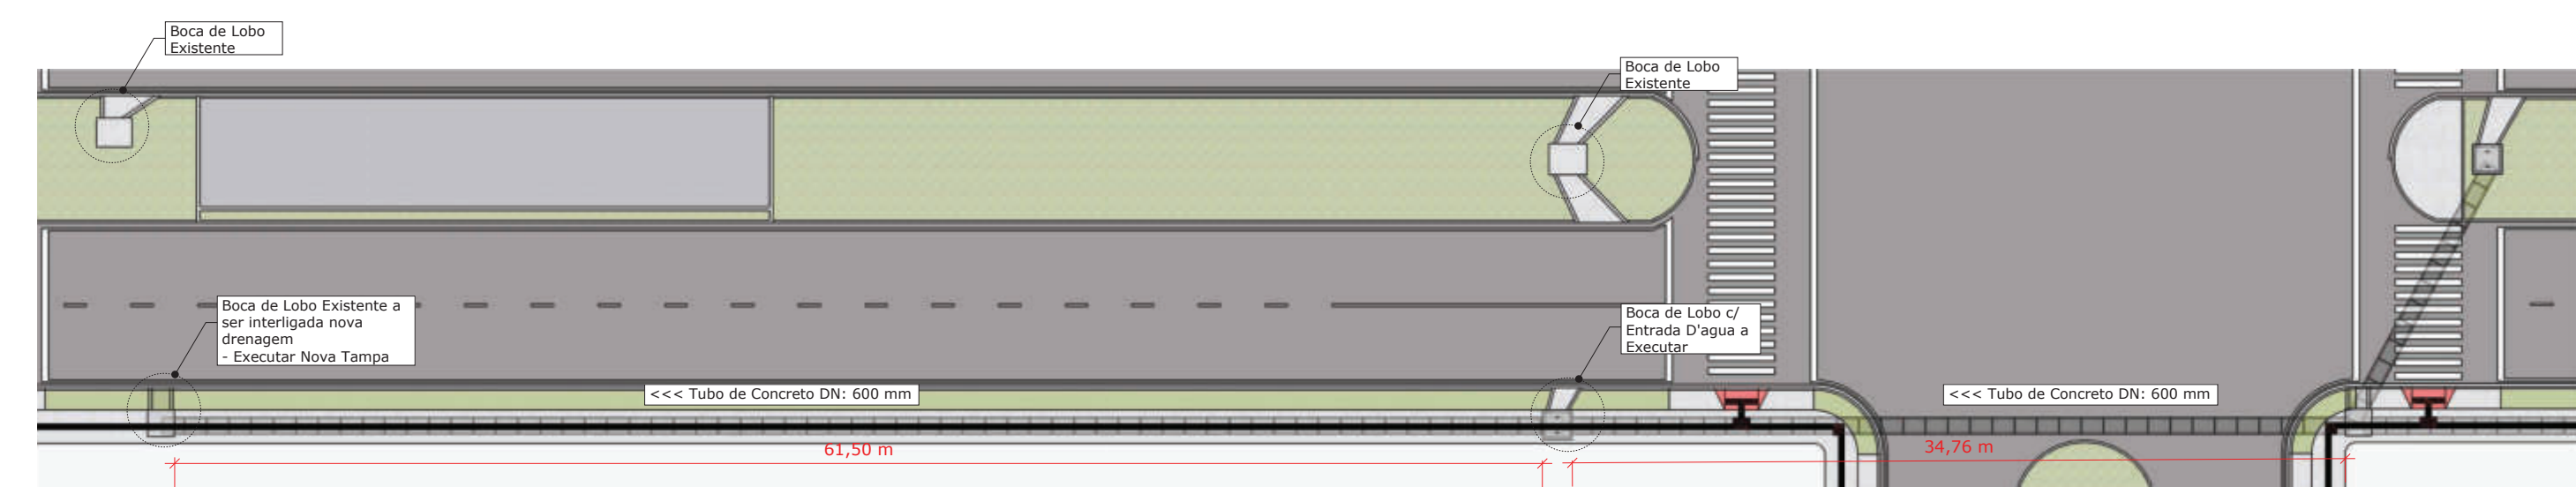 Boca de Lobo
Existente
Boca de Lobo
Existente
Boca de Lobo Existente a
ser interligada nova
drenagem
- Executar Nova Tampa
Boca de Lobo c/
Entrada D'agua a
Executar
<<< Tubo de Concreto DN: 600 mm
<<< Tubo de Concreto DN: 600 mm
61,50 m
34,76 m